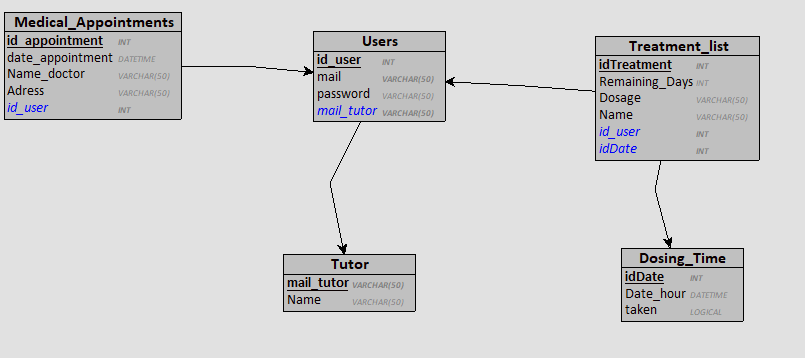 Medical_Appointments
id_appointment INT
date_appointment DATETIME
Name_doctor VARCHAR(50)
Adress VARCHAR(50)
id_user INT
Users
id_user INT
mail VARCHAR(50)
password VARCHAR(50)
mail_tutor VARCHAR(50)
Treatment_list
idTreatment INT
Remaining_Days INT
Dosage VARCHAR(50)
Name VARCHAR(50)
id_user INT
idDate INT
Tutor
mail_tutor VARCHAR(50)
Name VARCHAR(50)
Dosing_Time
idDate INT
Date_hour DATETIME
taken LOGICAL